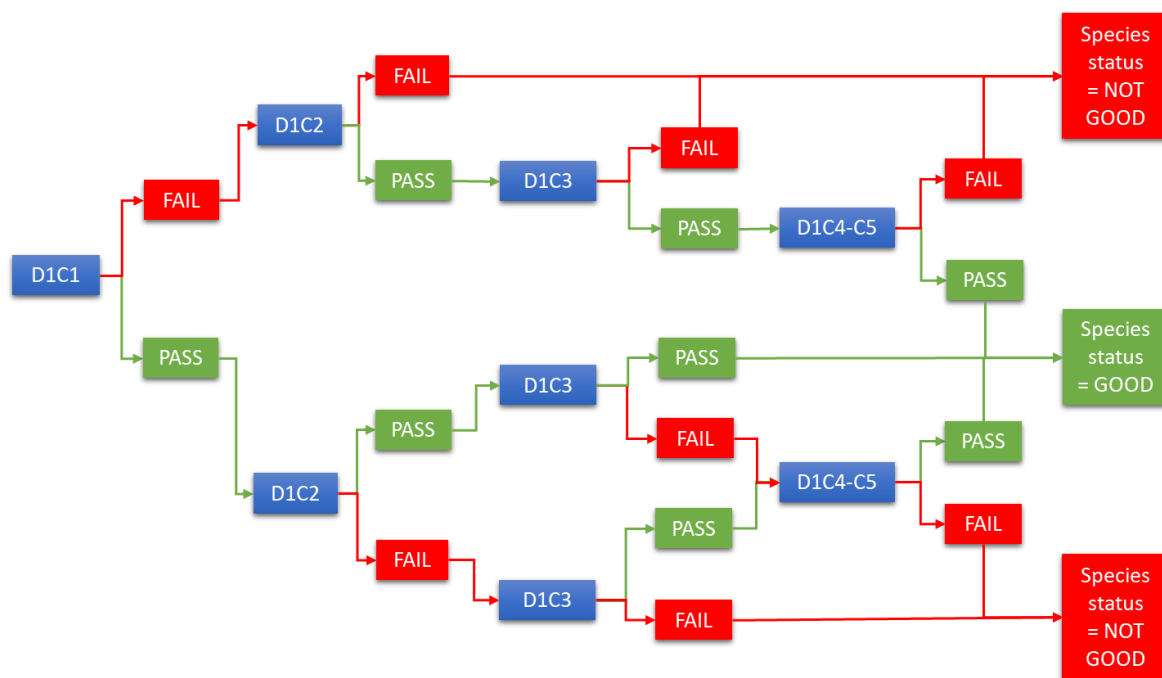 Species
status
= NOT
GOOD
FAIL
D1C2
FAIL
PASS
D1C3
FAIL
FAIL
PASS
D1C4-C5
D1C1
PASS
PASS
Species
status
= GOOD
PASS
D1C3
PASS
PASS
FAIL
PASS
D1C2
D1C4-C5
PASS
FAIL
FAIL
D1C3
FAIL
Species
status
= NOT
GOOD